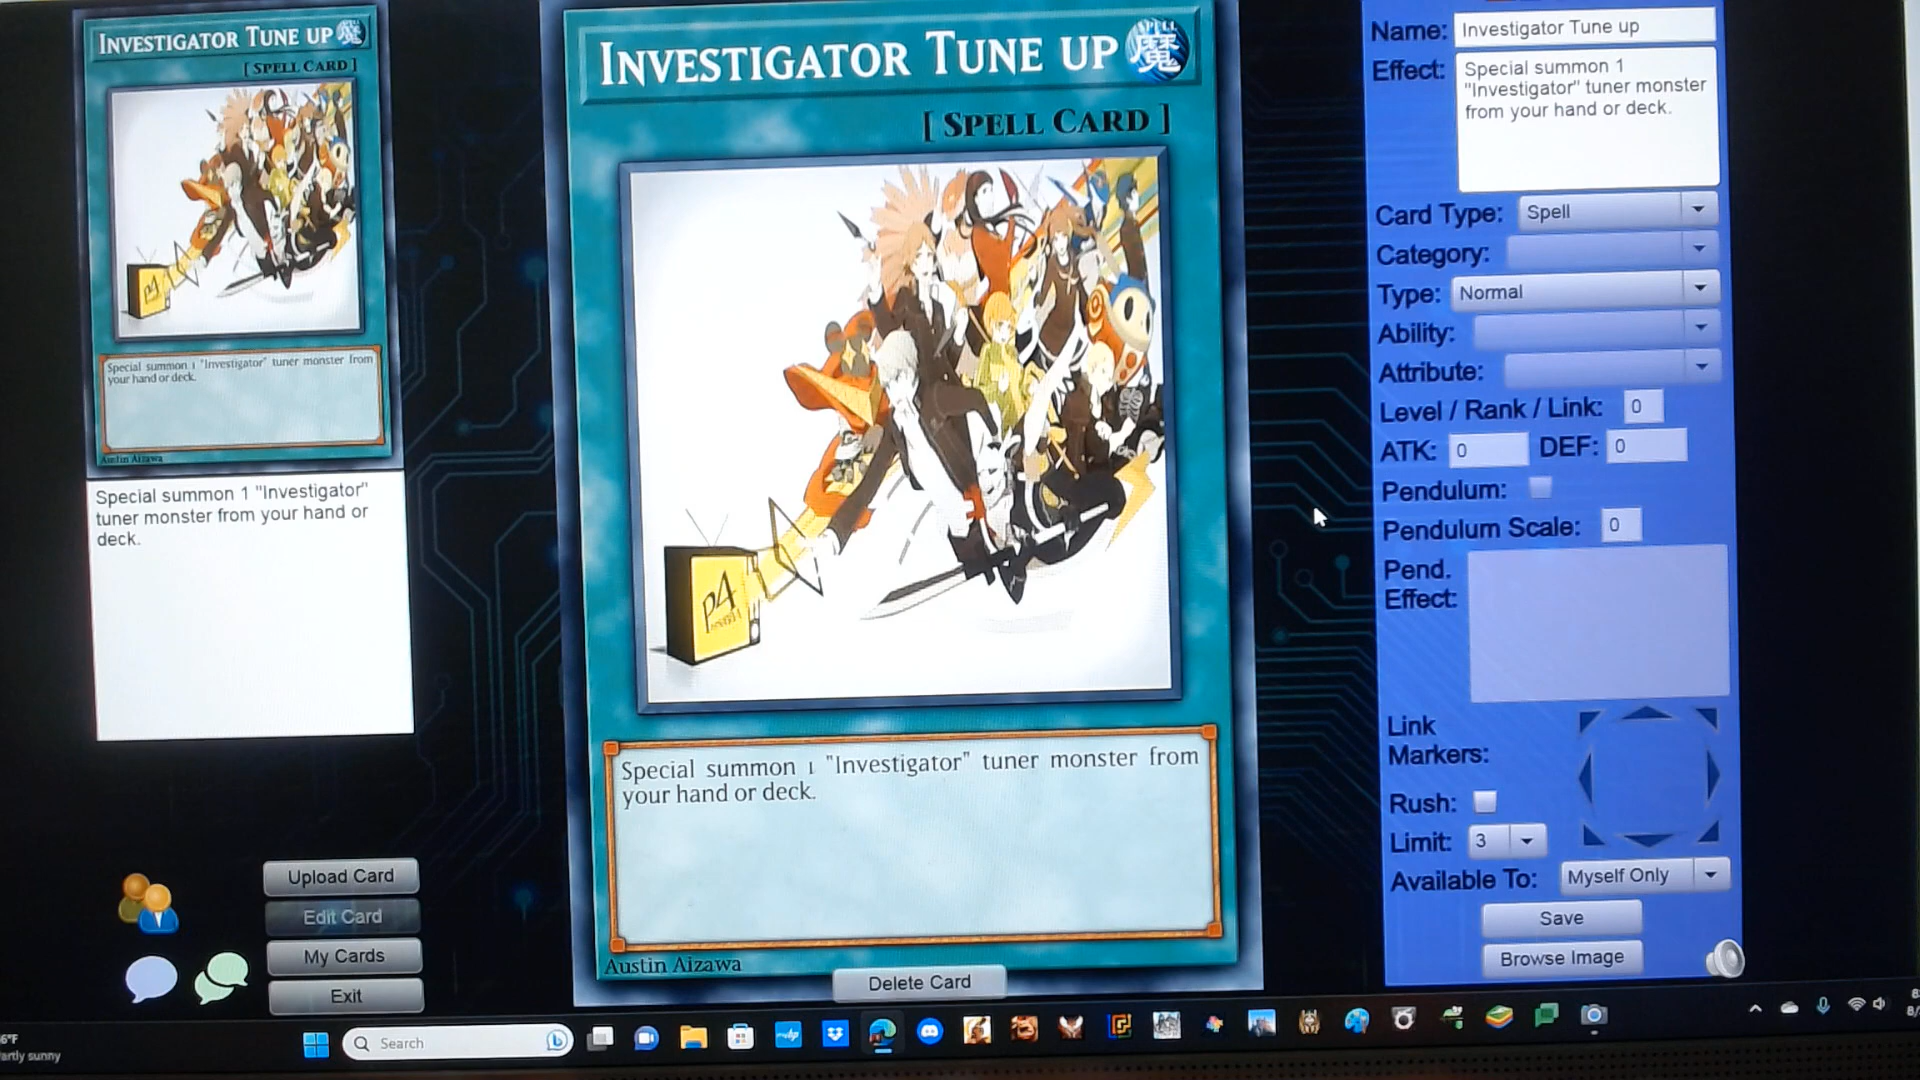 INVESTIGATOR TUNE UP
SPELL
魔
[ SPELL CARD ]
P4
Special summon 1 "Investigator" tuner monster from
your hand or deck.
Austin Aizawa
Special summon 1 "Investigator"
tuner monster from your hand or
deck.
Upload Card
Edit Card
My Cards
Exit
INVESTIGATOR TUNE UP
SPELL
魔
[ SPELL CARD ]
P4
Special summon 1 "Investigator" tuner monster from
your hand or deck.
Austin Aizawa
Delete Card
Name: Investigator Tune up
Effect: Special summon 1
"Investigator" tuner monster
from your hand or deck.
Card Type: Spell
Category:
Type: Normal
Ability:
Attribute:
Level / Rank / Link: 0
ATK: 0 DEF: 0
Pendulum:
Pendulum Scale: 0
Pend.
Effect:
Link
Markers:
Rush:
Limit: 3
Available To: Myself Only
Save
Browse Image
Search